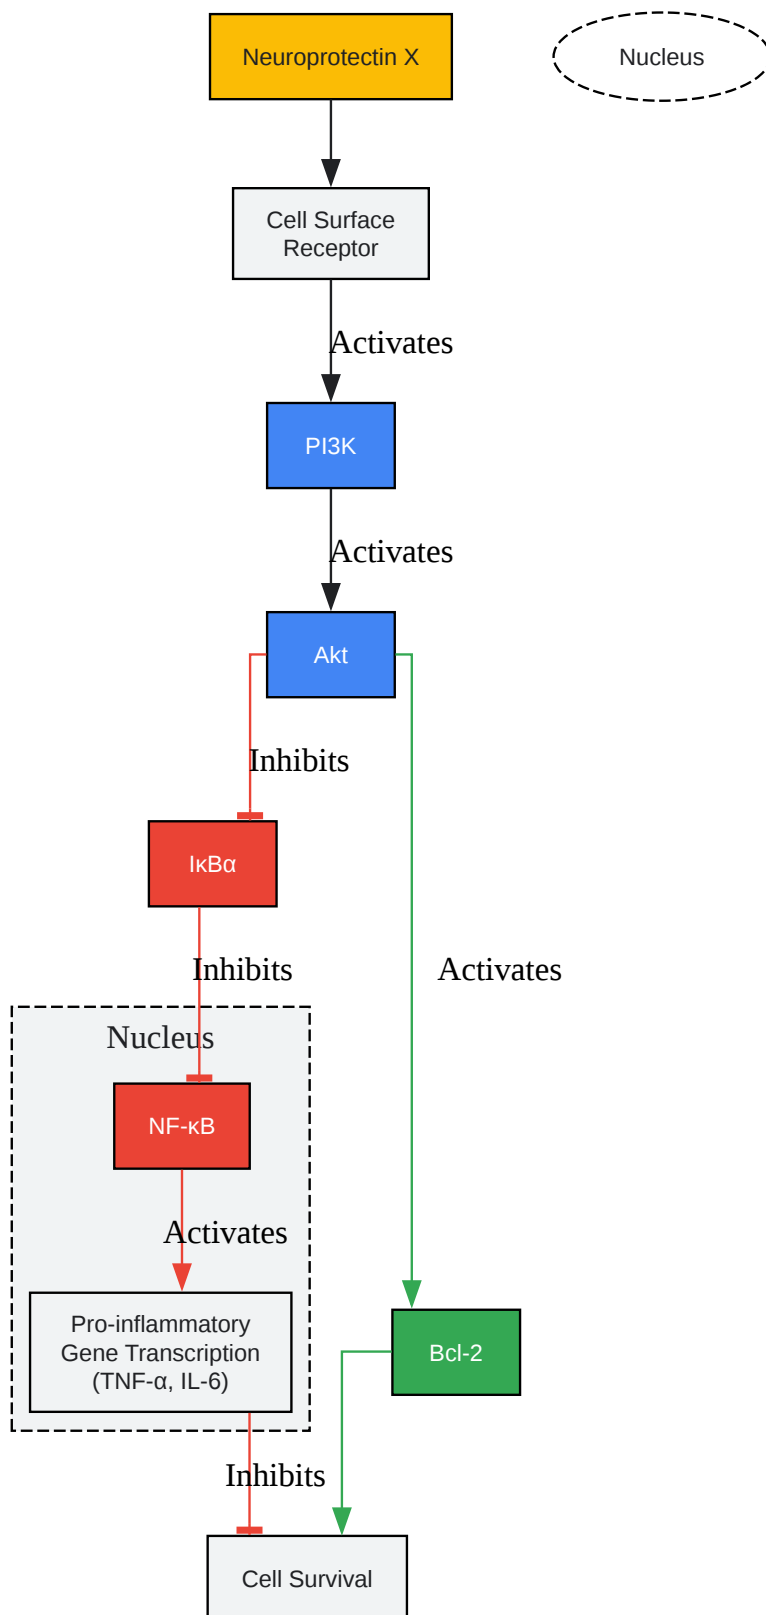 Neuroprotectin X
Nucleus
Cell Surface
Receptor
Activates
PI3K
Activates
Akt
Inhibits
IκBα
Inhibits
Activates
Nucleus
NF-κB
Activates
Pro-inflammatory
Gene Transcription
(TNF-α, IL-6)
Bcl-2
Inhibits
Cell Survival